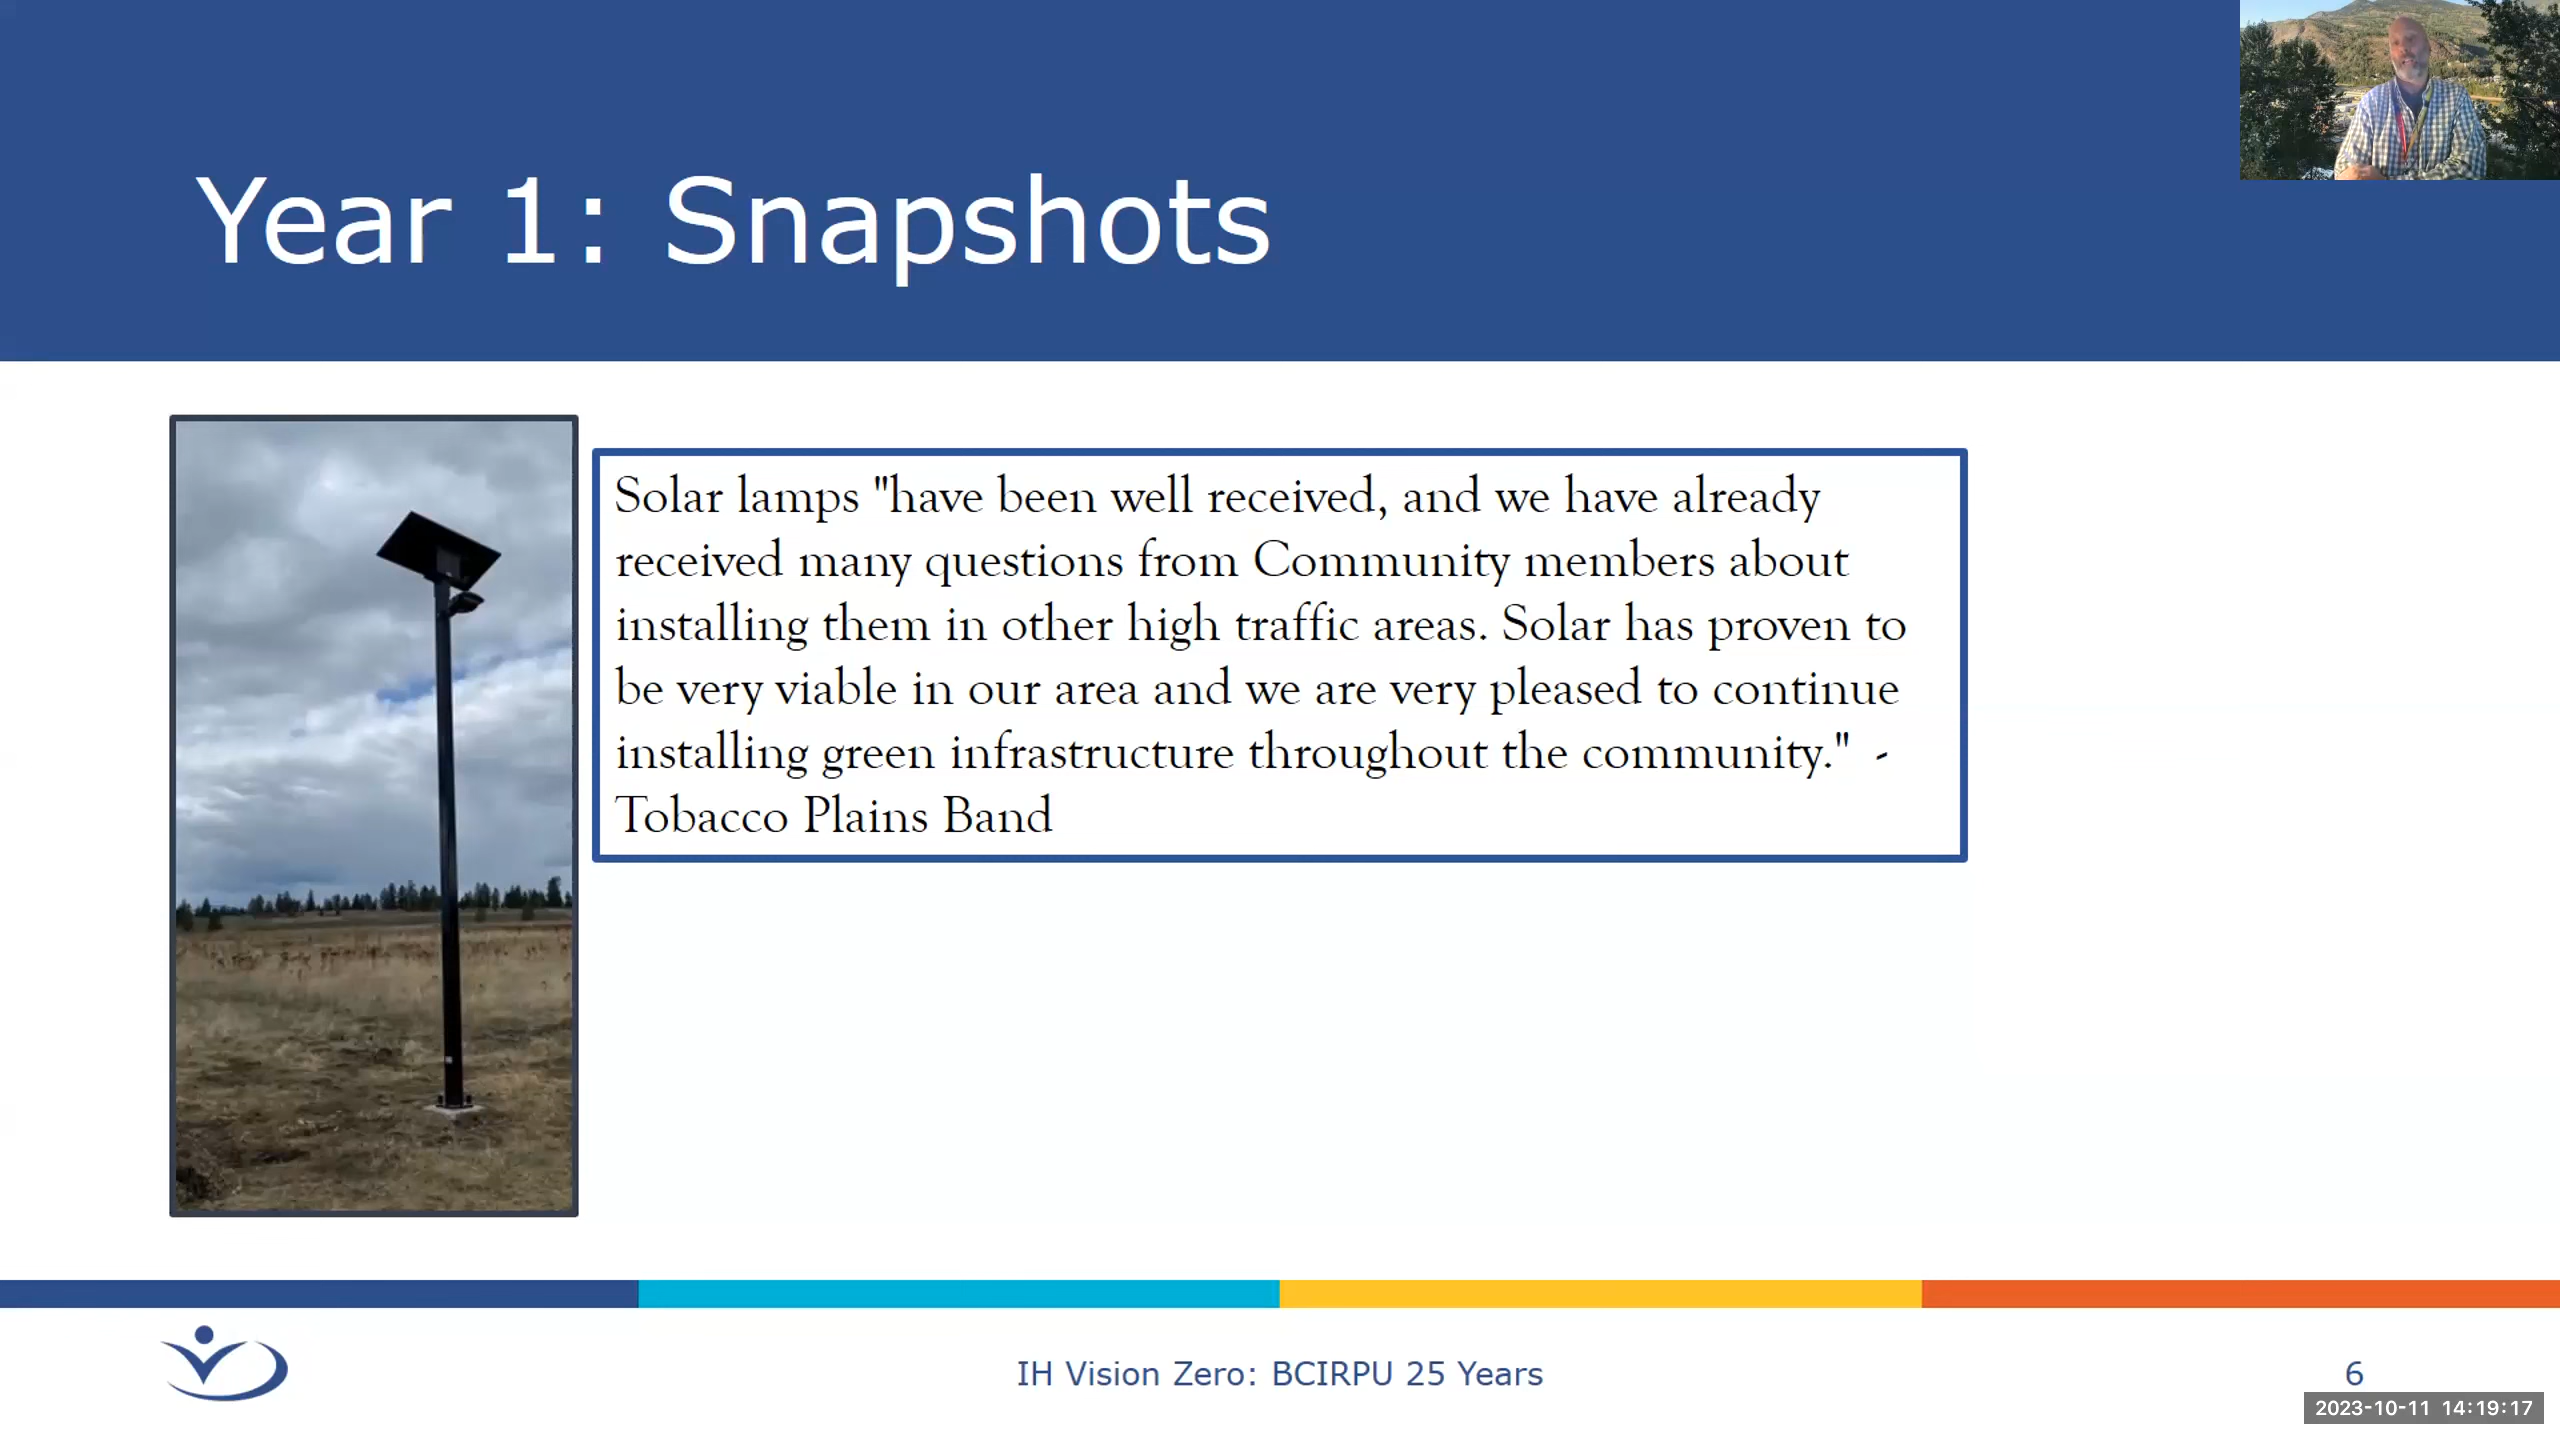 Year 1: Snapshots
Solar lamps "have been well received, and we have already
received many questions from Community members about
installing them in other high traffic areas. Solar has proven to
be very viable in our area and we are very pleased to continue
installing green infrastructure throughout the community." -
Tobacco Plains Band
IH Vision Zero: BCIRPU 25 Years
6
2023-10-11 14:19:17